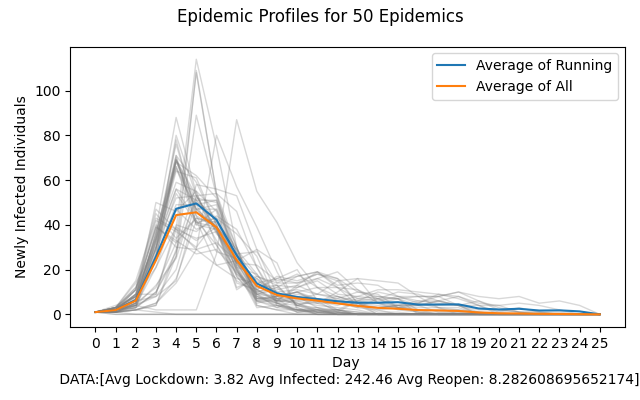 Epidemic Profiles for 50 Epidemics
Average of Running
Average of All
Newly Infected Individuals
100
80
60
40
20
0
0 1 2 3 4 5 6 7 8 9 10 11 12 13 14 15 16 17 18 19 20 21 22 23 24 25
Day
DATA:[Avg Lockdown: 3.82 Avg Infected: 242.46 Avg Reopen: 8.282608695652174]